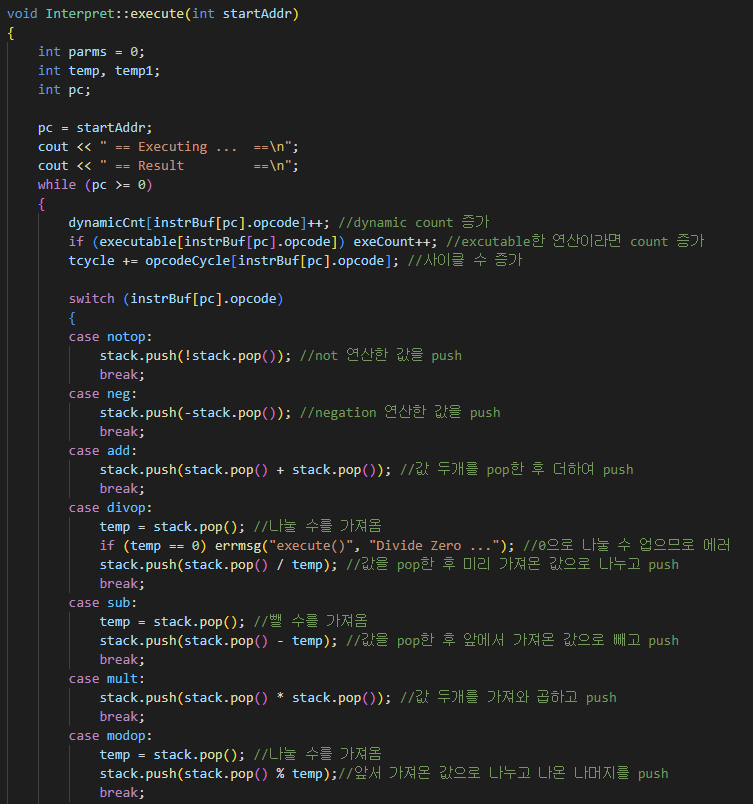 void Interpret::execute(int startAddr)
{
    int parms = 0;
    int temp, temp1;
    int pc;

    pc = startAddr;
    cout << " == Executing ...  ==\n";
    cout << " == Result         ==\n";
    while (pc >= 0)
    {
        dynamicCnt[instrBuf[pc].opcode]++; //dynamic count 증가
        if (executable[instrBuf[pc].opcode]) exeCount++; //excutable한 연산이라면 count 증가
        tcycle += opcodeCycle[instrBuf[pc].opcode]; //사이클 수 증가

        switch (instrBuf[pc].opcode)
        {
        case notop:
            stack.push(!stack.pop()); //not 연산한 값을 push
            break;
        case neg:
            stack.push(-stack.pop()); //negation 연산한 값을 push
            break;
        case add:
            stack.push(stack.pop() + stack.pop()); //값 두개를 pop한 후 더하여 push
            break;
        case divop:
            temp = stack.pop(); //나눌 수를 가져옴
            if (temp == 0) errmsg("execute()", "Divide Zero ..."); //0으로 나눌 수 업으므로 에러
            stack.push(stack.pop() / temp); //값을 pop한 후 미리 가져온 값으로 나누고 push
            break;
        case sub:
            temp = stack.pop(); //뺄 수를 가져옴
            stack.push(stack.pop() - temp); //값을 pop한 후 앞에서 가져온 값으로 빼고 push
            break;
        case mult:
            stack.push(stack.pop() * stack.pop()); //값 두개를 가져와 곱하고 push
            break;
        case modop:
            temp = stack.pop(); //나눌 수를 가져옴
            stack.push(stack.pop() % temp);//앞서 가져온 값으로 나누고 나온 나머지를 push
            break;